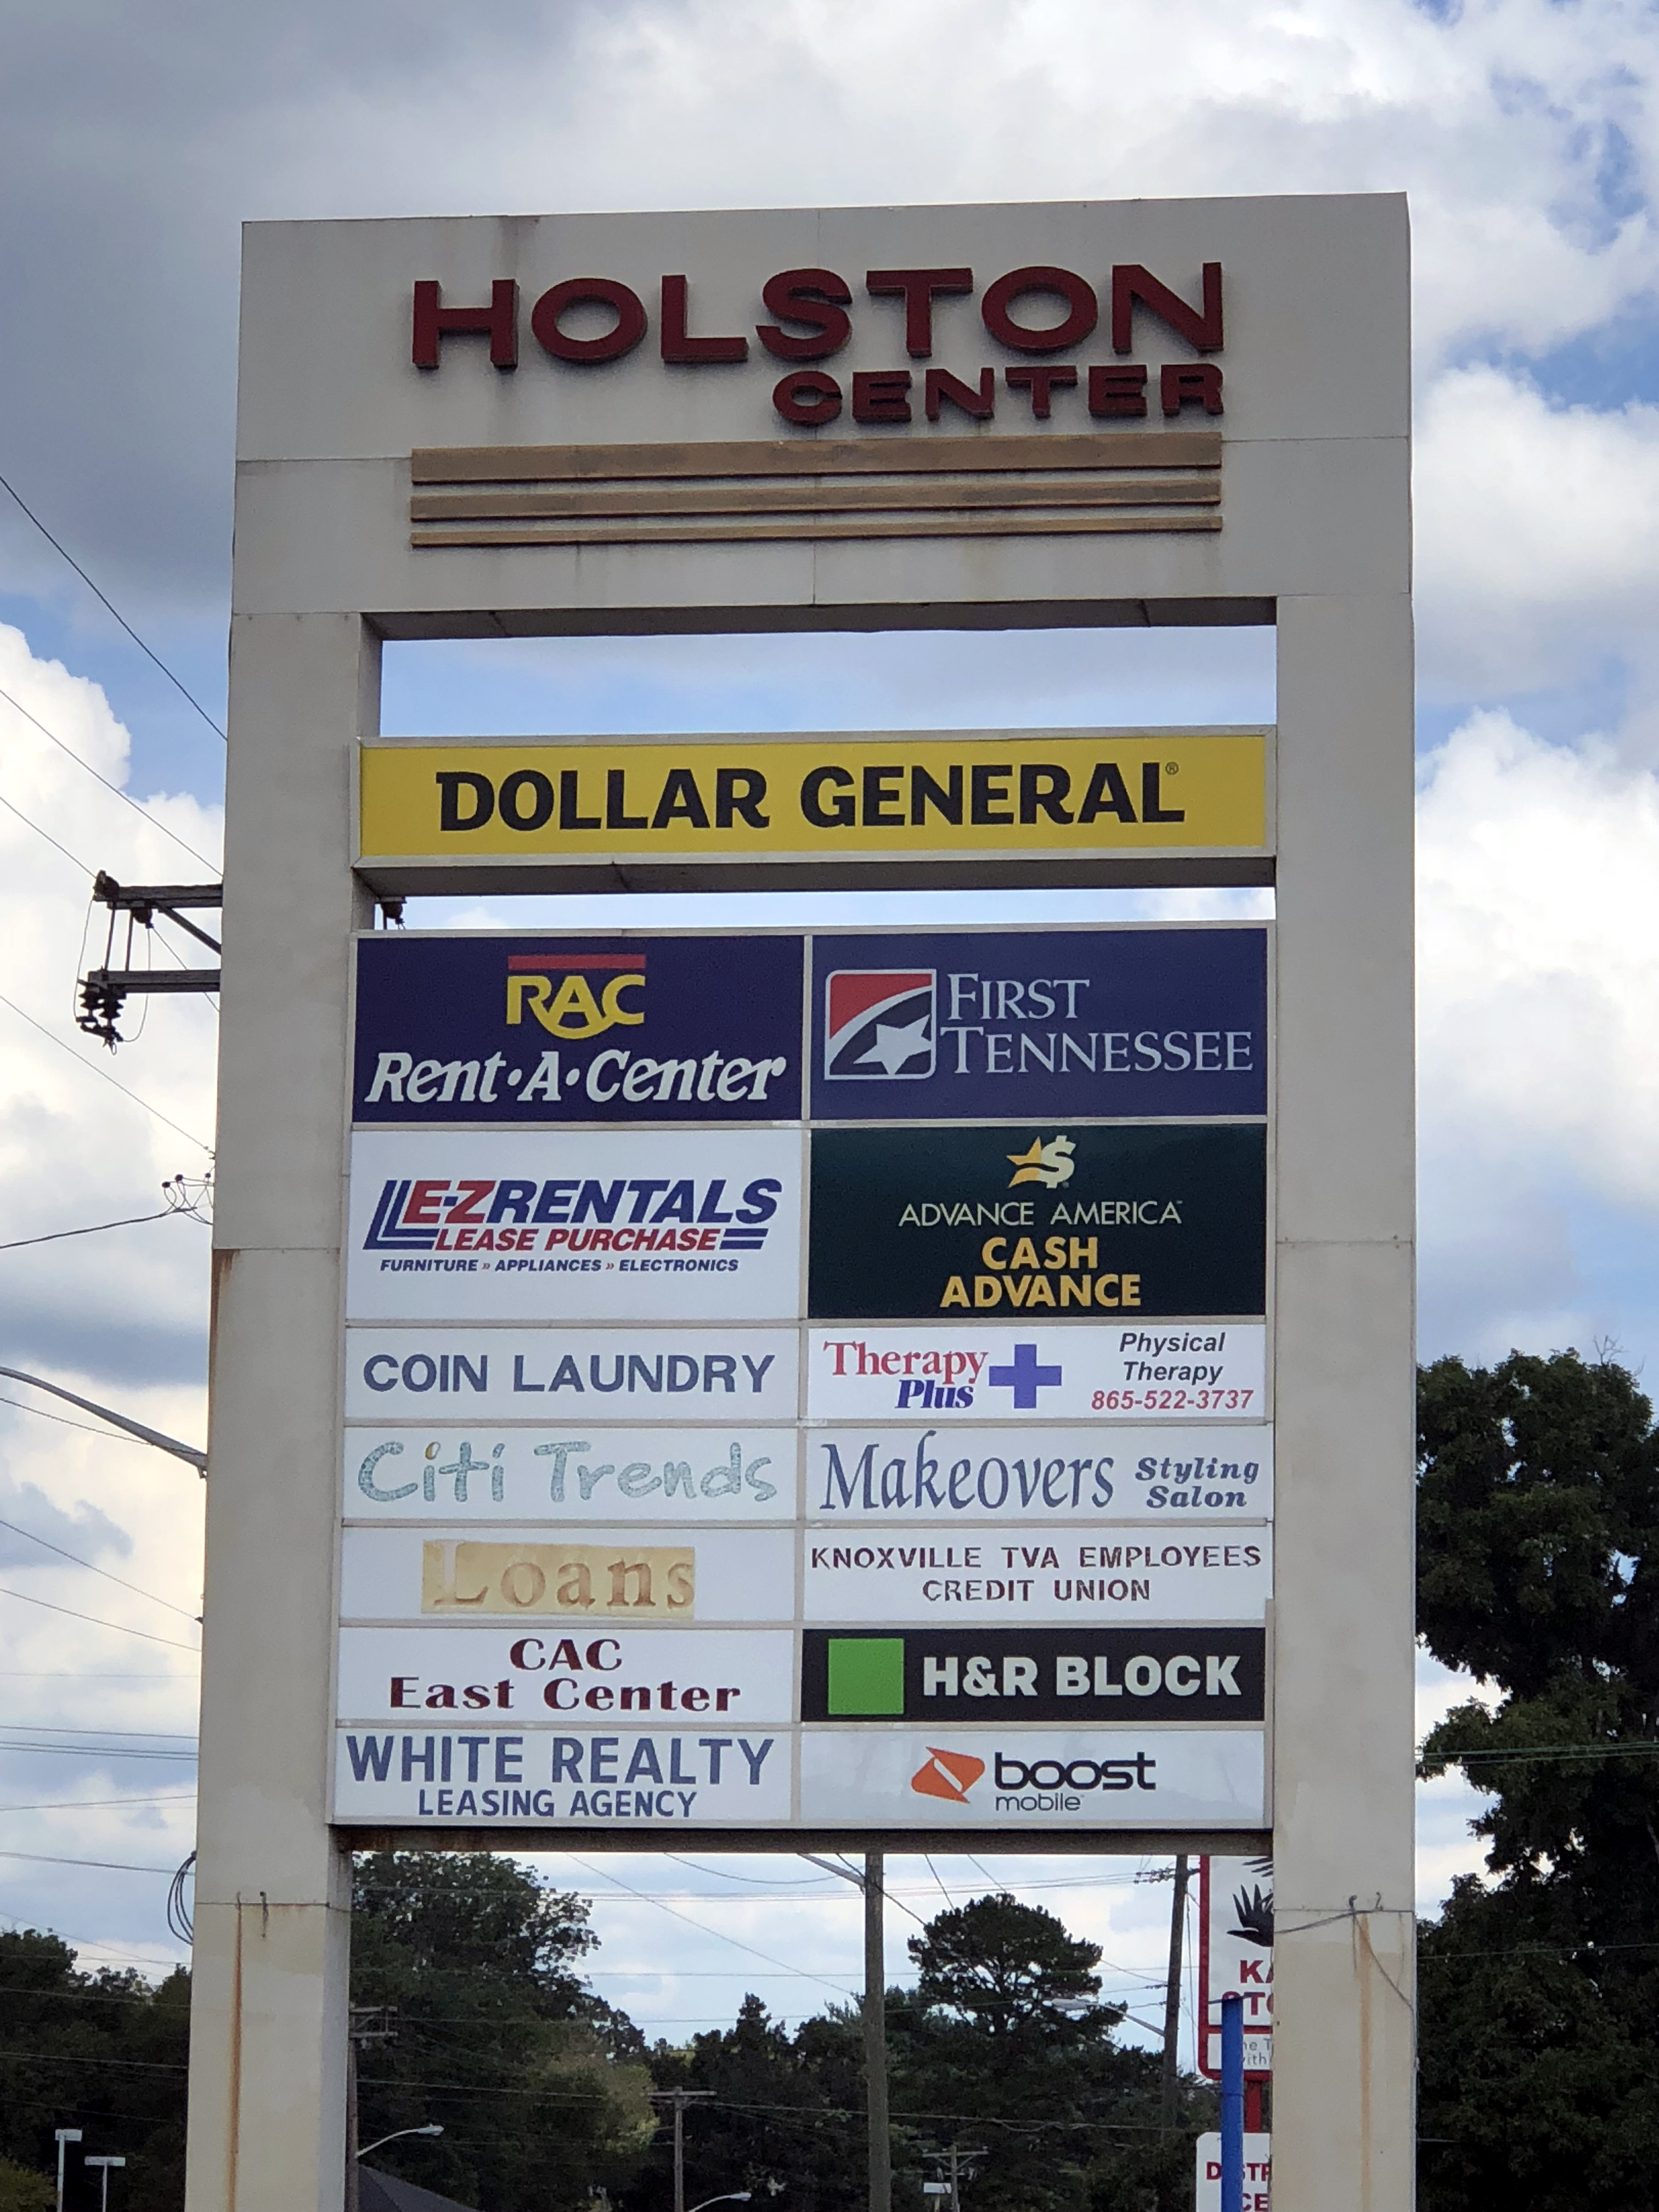 HOLSTON
CENTER
DOLLAR GENERAL®
RAC
Rent·A·Center
FIRST
TENNESSEE
E-Z RENTALS
LEASE PURCHASE
FURNITURE » APPLIANCES » ELECTRONICS
ADVANCE AMERICA
CASH
ADVANCE
COIN LAUNDRY
Therapy
Plus
Physical
Therapy
865-522-3737
Citi Trends
Makeovers
Styling
Salon
Loans
KNOXVILLE TVA EMPLOYEES
CREDIT UNION
CAC
East Center
H&R BLOCK
WHITE REALTY
LEASING AGENCY
boost
mobile